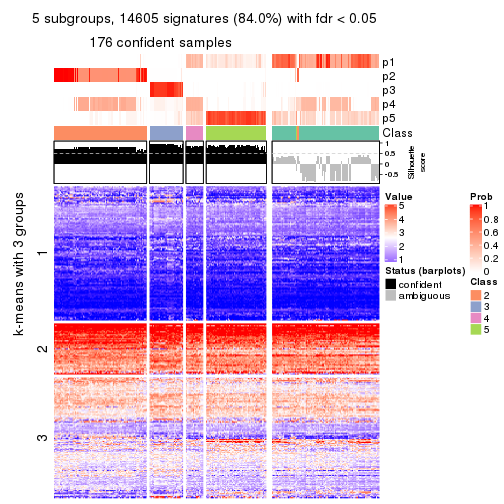 5 subgroups, 14605 signatures (84.0%) with fdr < 0.05
176 confident samples
p1
p2
p3
p4
p5
Class
1
0.5
0
-0.5
Silhouette
score
k-means with 3 groups
1
2
3
Value
5
4
3
2
1
Status (barplots)
confident
ambiguous
Prob
1
0.8
0.6
0.4
0.2
0
Class
2
3
4
5